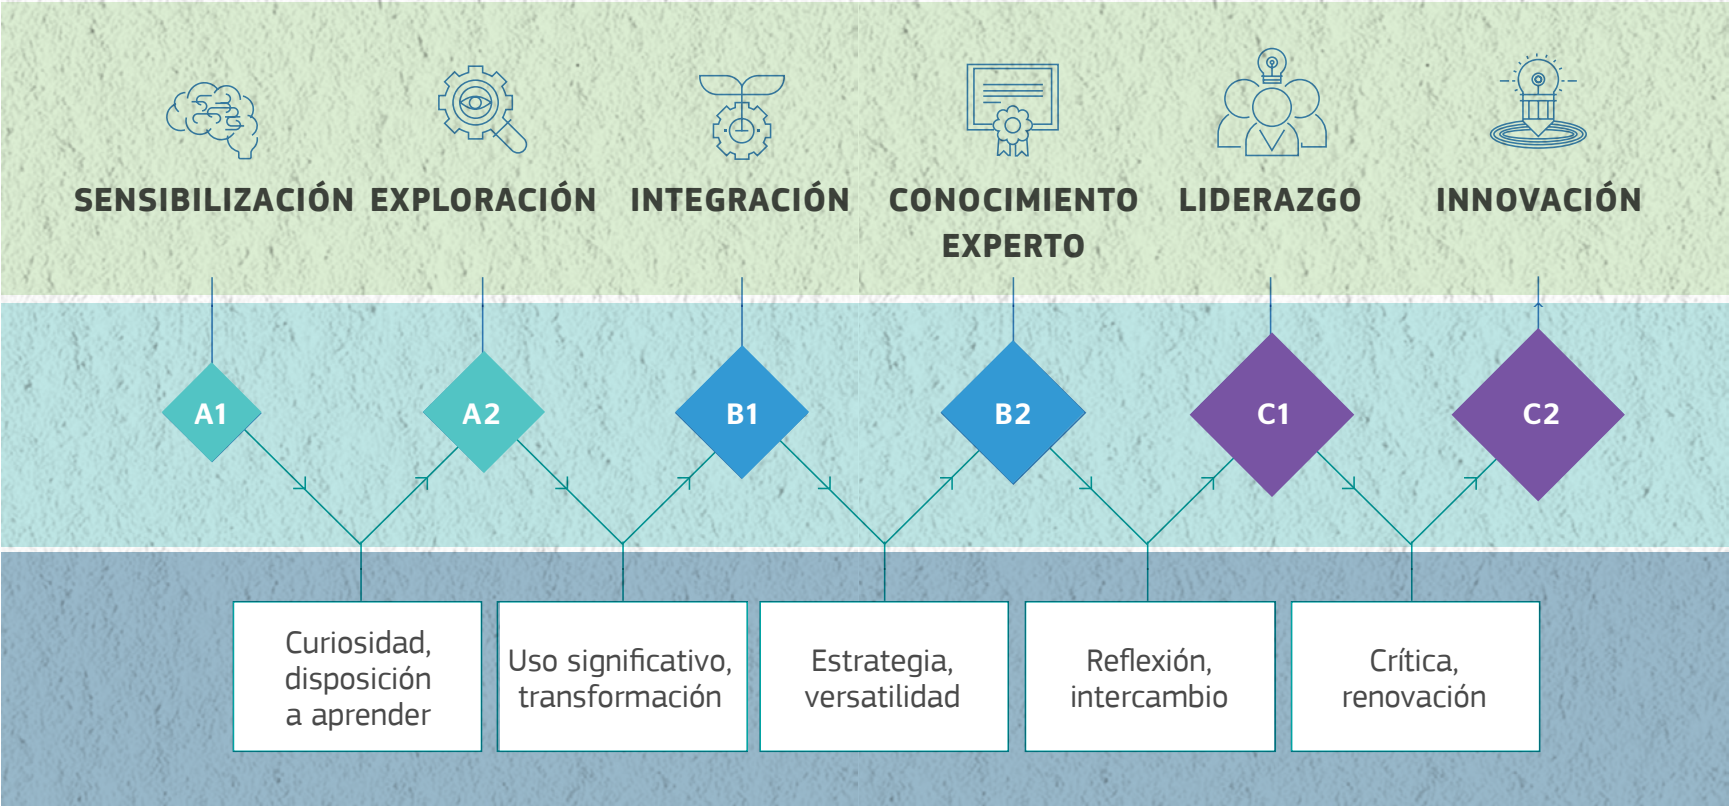 SENSIBILIZACIÓN
EXPLORACIÓN
INTEGRACIÓN
CONOCIMIENTO
EXPERTO
LIDERAZGO
INNOVACIÓN
A1
A2
B1
B2
C1
C2
Curiosidad,
disposición
a aprender
Uso significativo,
transformación
Estrategia,
versatilidad
Reflexión,
intercambio
Crítica,
renovación